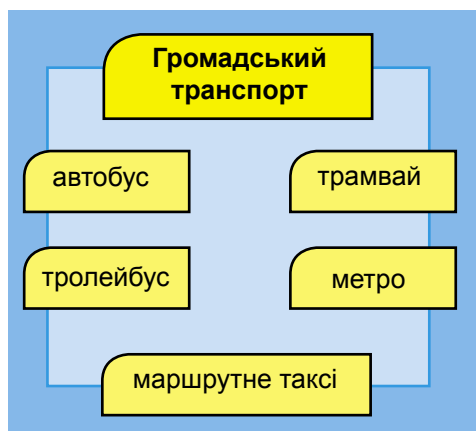 Громадський
транспорт
автобус
трамвай
тролейбус
метро
маршрутне таксі